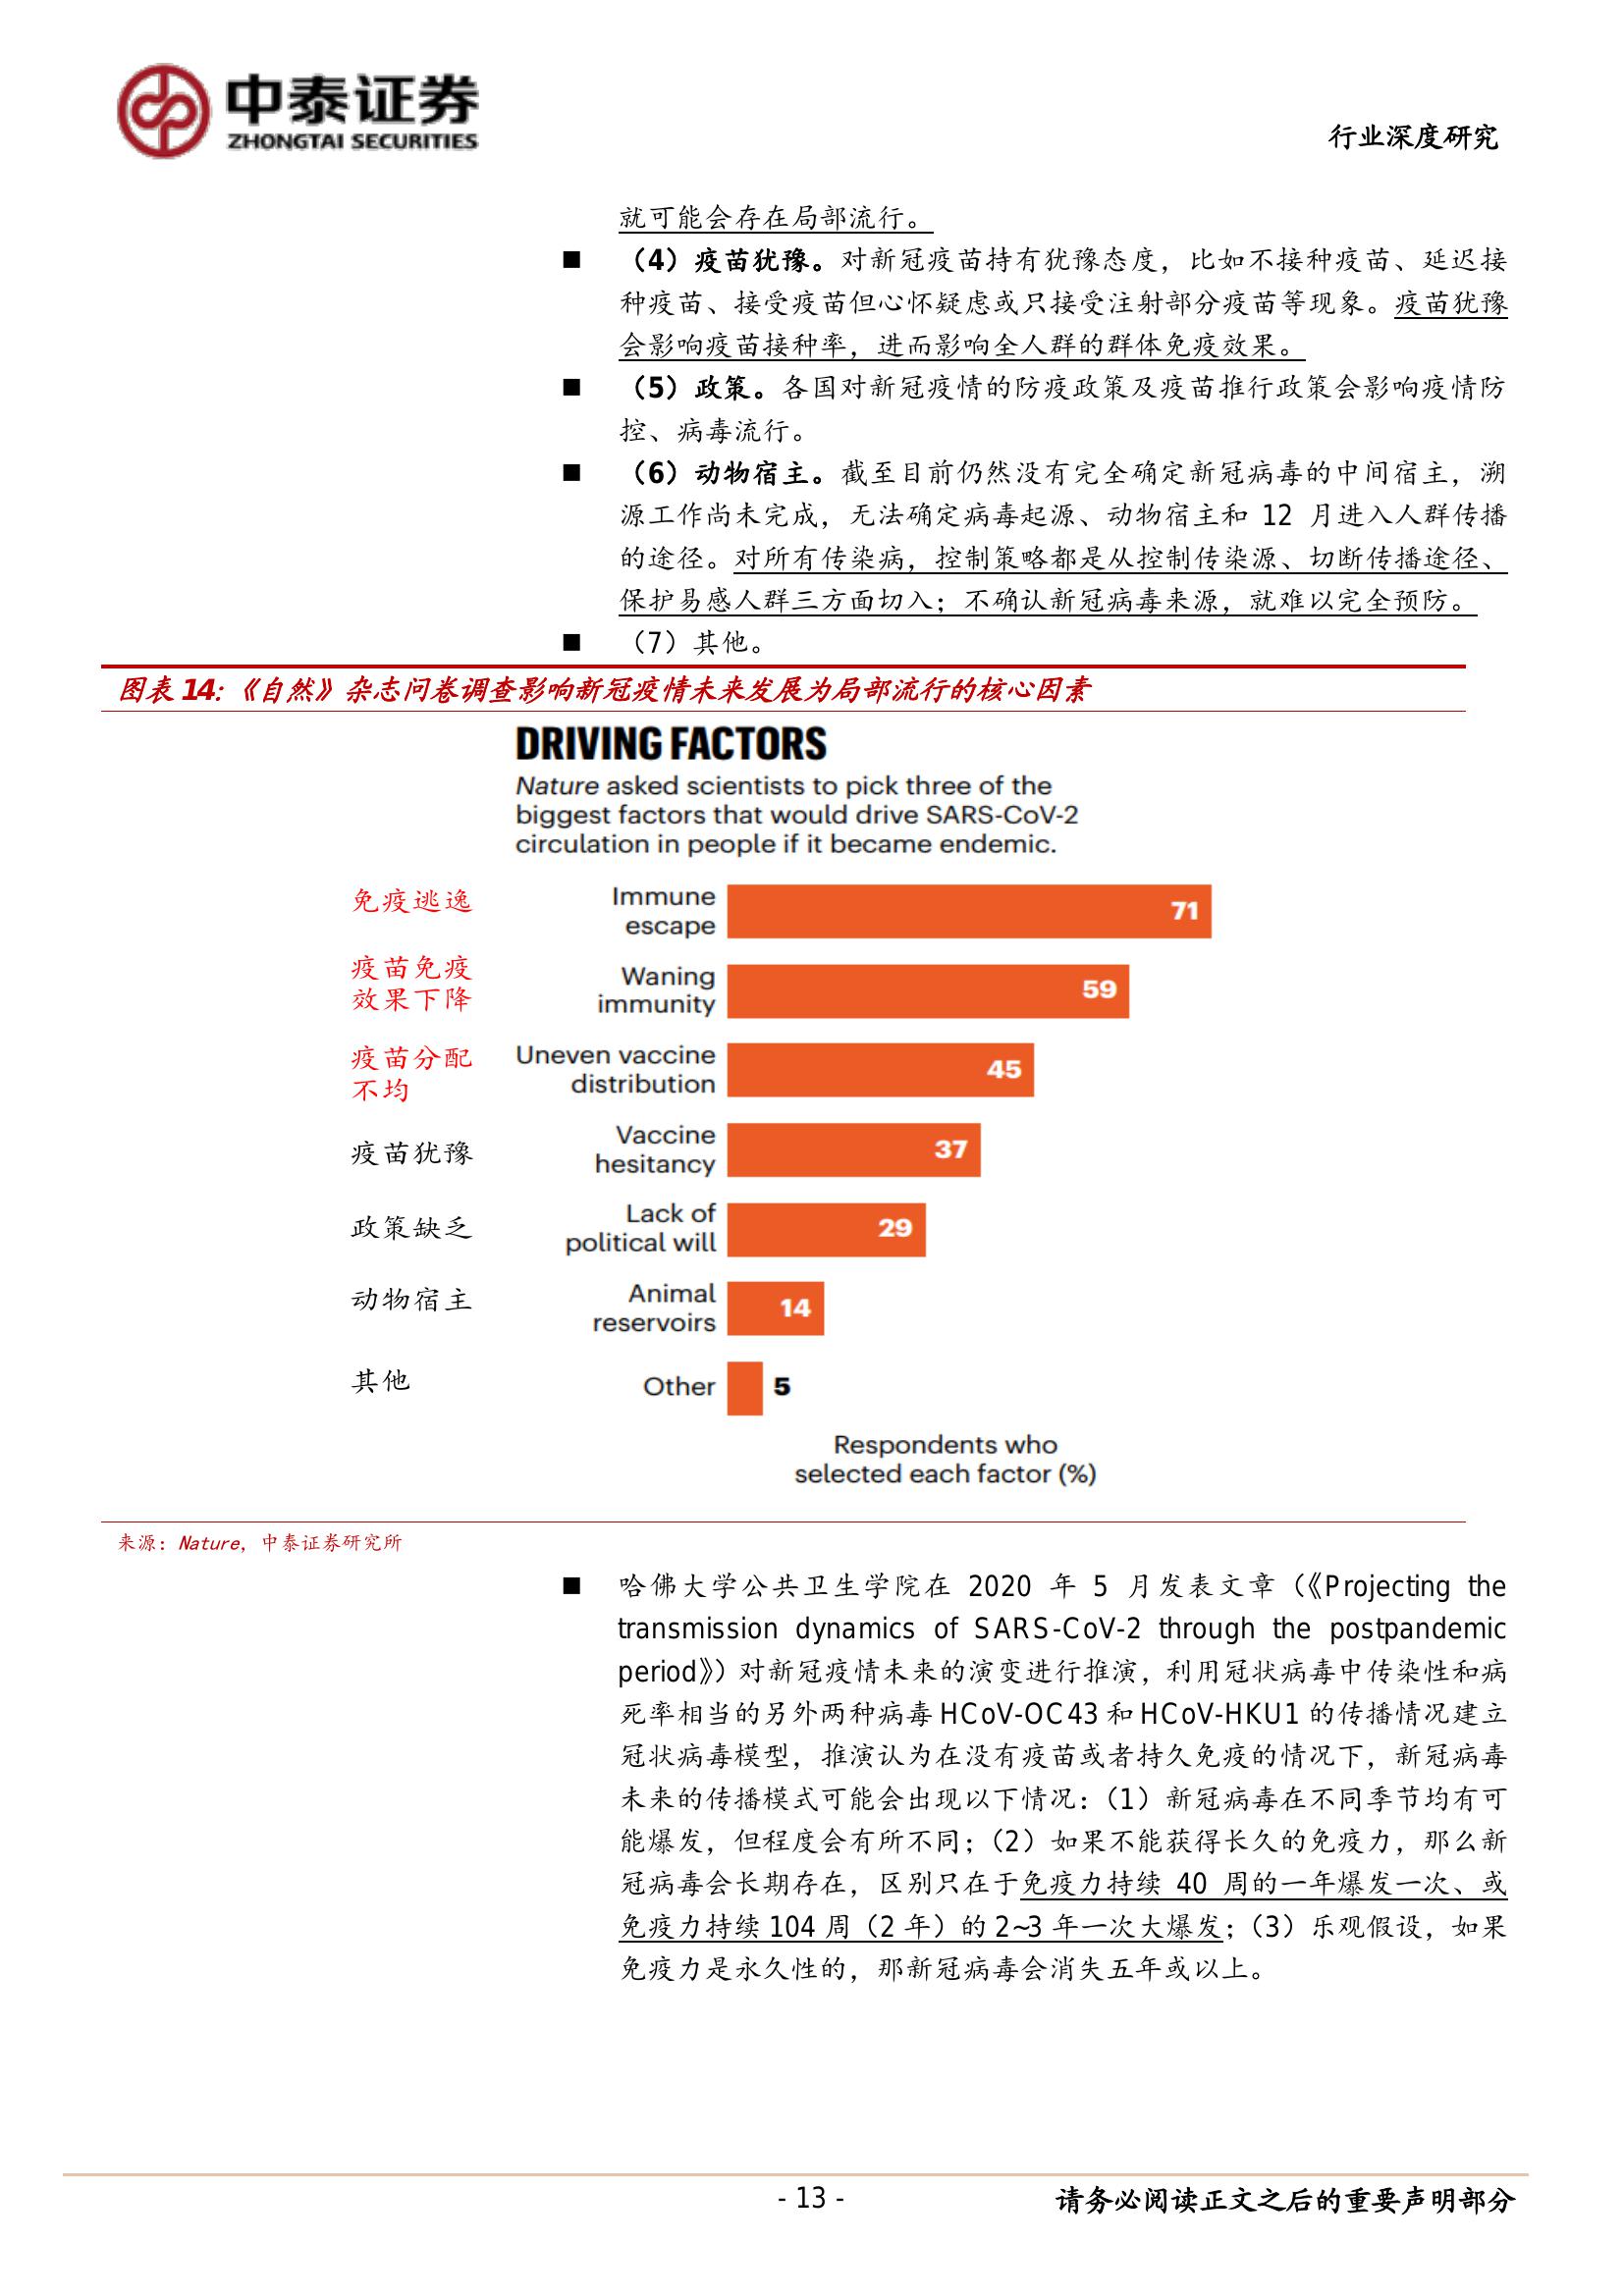 中泰证券
ZHONGTAI SECURITIES
行业深度研究
就可能会存在局部流行。
■ （4）疫苗犹豫。对新冠疫苗持有犹豫态度，比如不接种疫苗、延迟接
种疫苗、接受疫苗但心怀疑虑或只接受注射部分疫苗等现象。疫苗犹豫
会影响疫苗接种率，进而影响全人群的群体免疫效果。
■ （5）政策。各国对新冠疫情的防疫政策及疫苗推行政策会影响疫情防
控、病毒流行。
■ （6）动物宿主。截至目前仍然没有完全确定新冠病毒的中间宿主，溯
源工作尚未完成，无法确定病毒起源、动物宿主和 12 月进入人群传播
的途径。对所有传染病，控制策略都是从控制传染源、切断传播途径、
保护易感人群三方面切入；不确认新冠病毒来源，就难以完全预防。
■ （7）其他。
图表 14:《自然》杂志问卷调查影响新冠疫情未来发展为局部流行的核心因素
DRIVING FACTORS
Nature asked scientists to pick three of the
biggest factors that would drive SARS-CoV-2
circulation in people if it became endemic.
免疫逃逸
Immune
escape
71
疫苗免疫
效果下降
Waning
immunity
59
疫苗分配
不均
Uneven vaccine
distribution
45
疫苗犹豫
Vaccine
hesitancy
37
政策缺乏
Lack of
political will
29
动物宿主
Animal
reservoirs
14
其他
Other
5
Respondents who
selected each factor (%)
来源：Nature，中泰证券研究所
■ 哈佛大学公共卫生学院在 2020 年 5 月发表文章（《Projecting the
transmission dynamics of SARS-CoV-2 through the postpandemic
period》）对新冠疫情未来的演变进行推演，利用冠状病毒中传染性和病
死率相当的另外两种病毒 HCoV-OC43 和 HCoV-HKU1 的传播情况建立
冠状病毒模型，推演认为在没有疫苗或者持久免疫的情况下，新冠病毒
未来的传播模式可能会出现以下情况：（1）新冠病毒在不同季节均有可
能爆发，但程度会有所不同；（2）如果不能获得长久的免疫力，那么新
冠病毒会长期存在，区别只在于免疫力持续 40 周的一年爆发一次、或
免疫力持续 104 周（2 年）的 2~3 年一次大爆发；（3）乐观假设，如果
免疫力是永久性的，那新冠病毒会消失五年或以上。
- 13 -
请务必阅读正文之后的重要声明部分